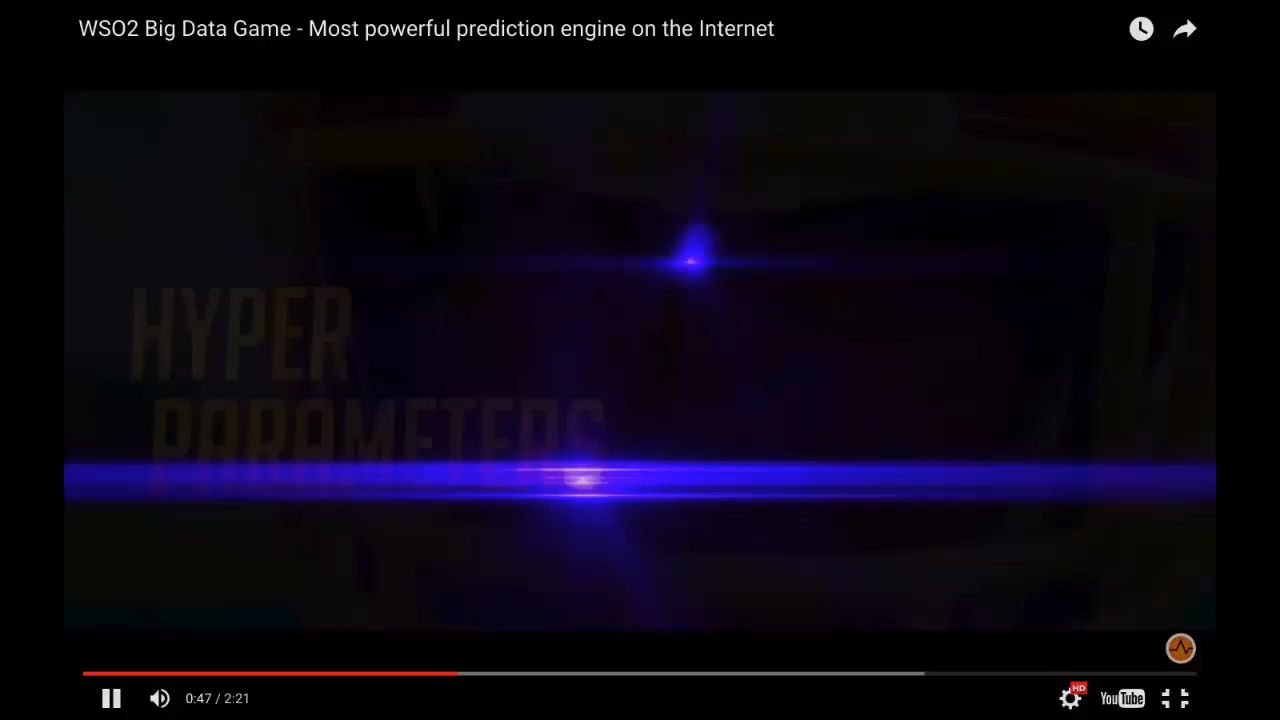 WSO2 Big Data Game - Most powerful prediction engine on the Internet
HYPER
PARAMETERS
0:47 / 2:21
HD
YouTube